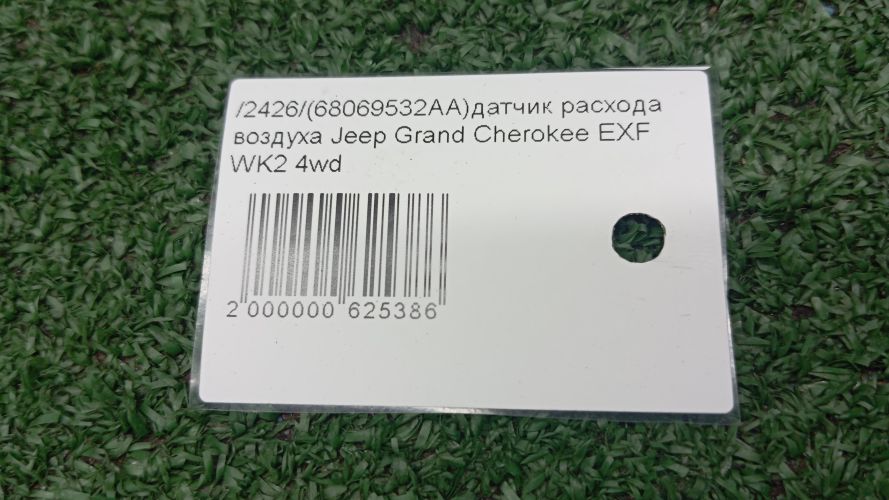 /2426/(68069532AA)датчик расхода
воздуха Jeep Grand Cherokee EXF
WK2 4wd
2 000000 625386